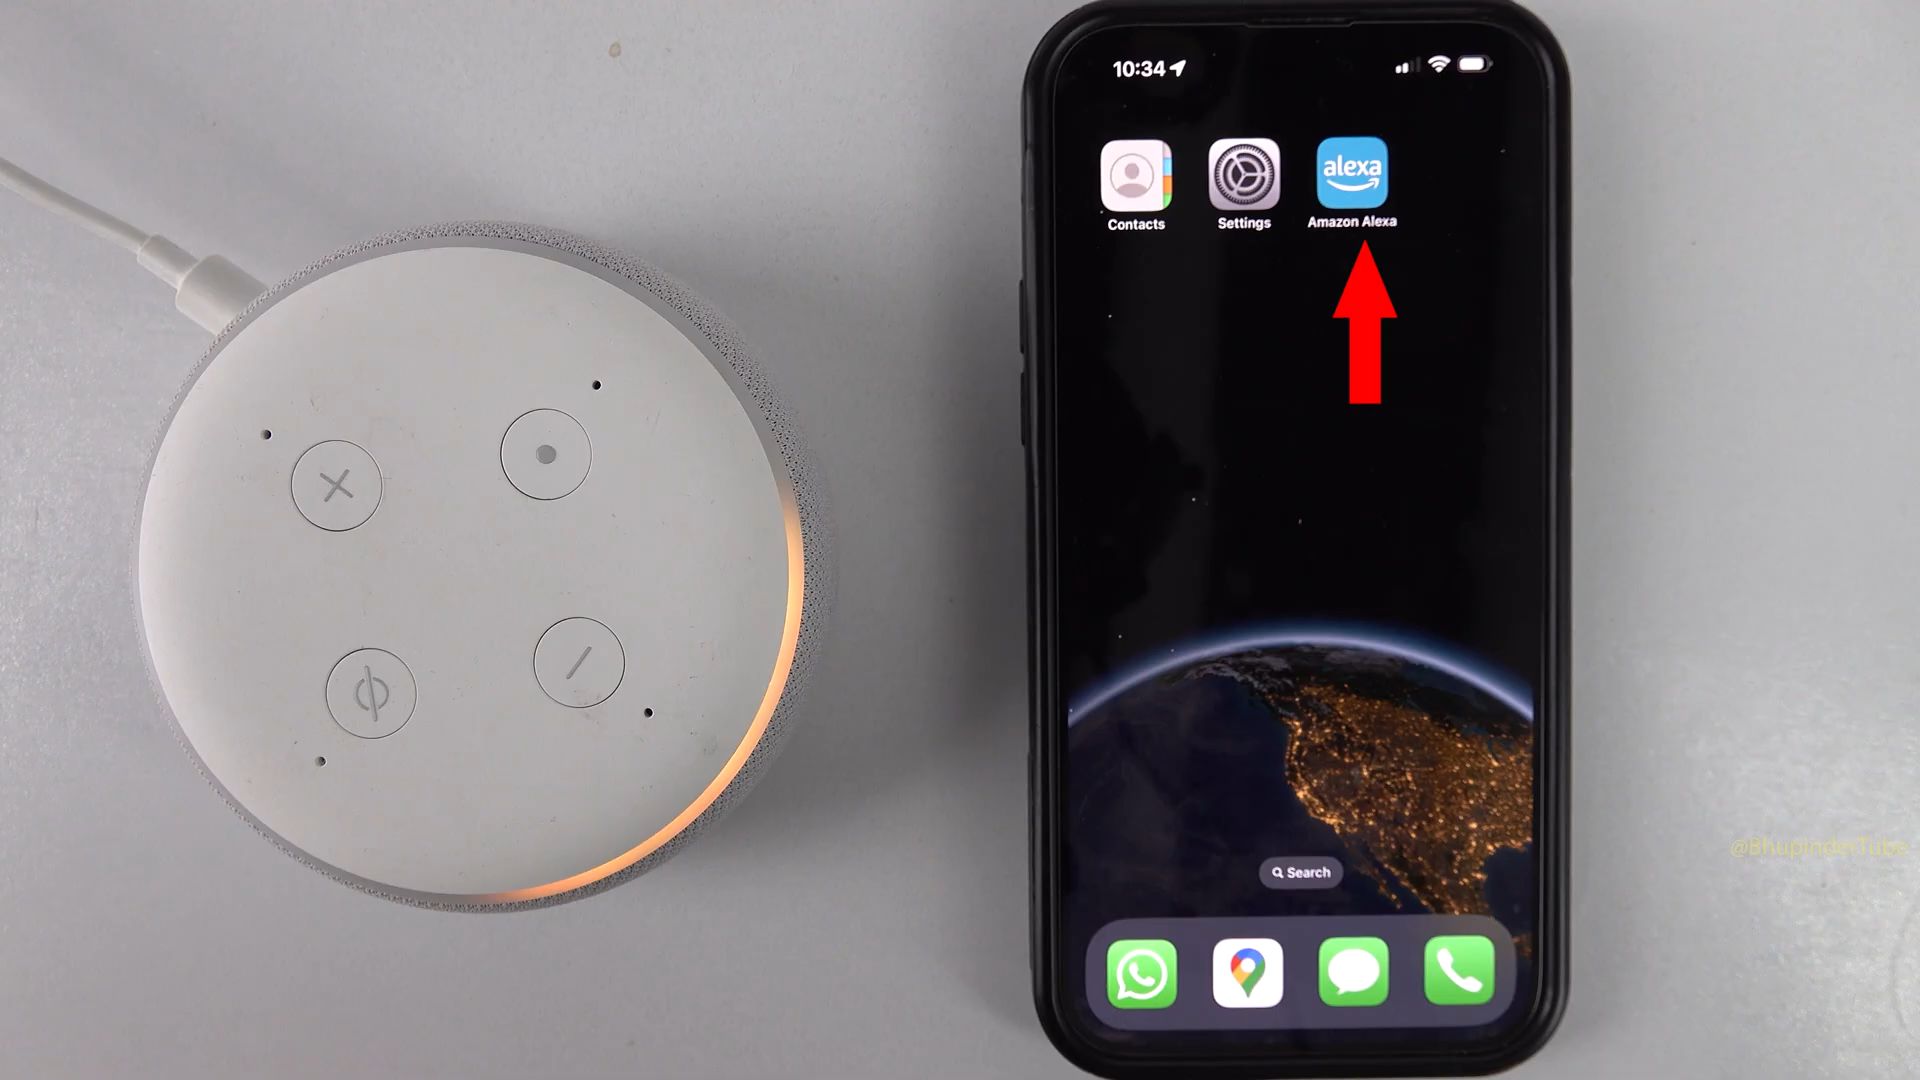 10:34
alexa
Contacts
Settings
Amazon Alexa
Search
@BhupinderTube